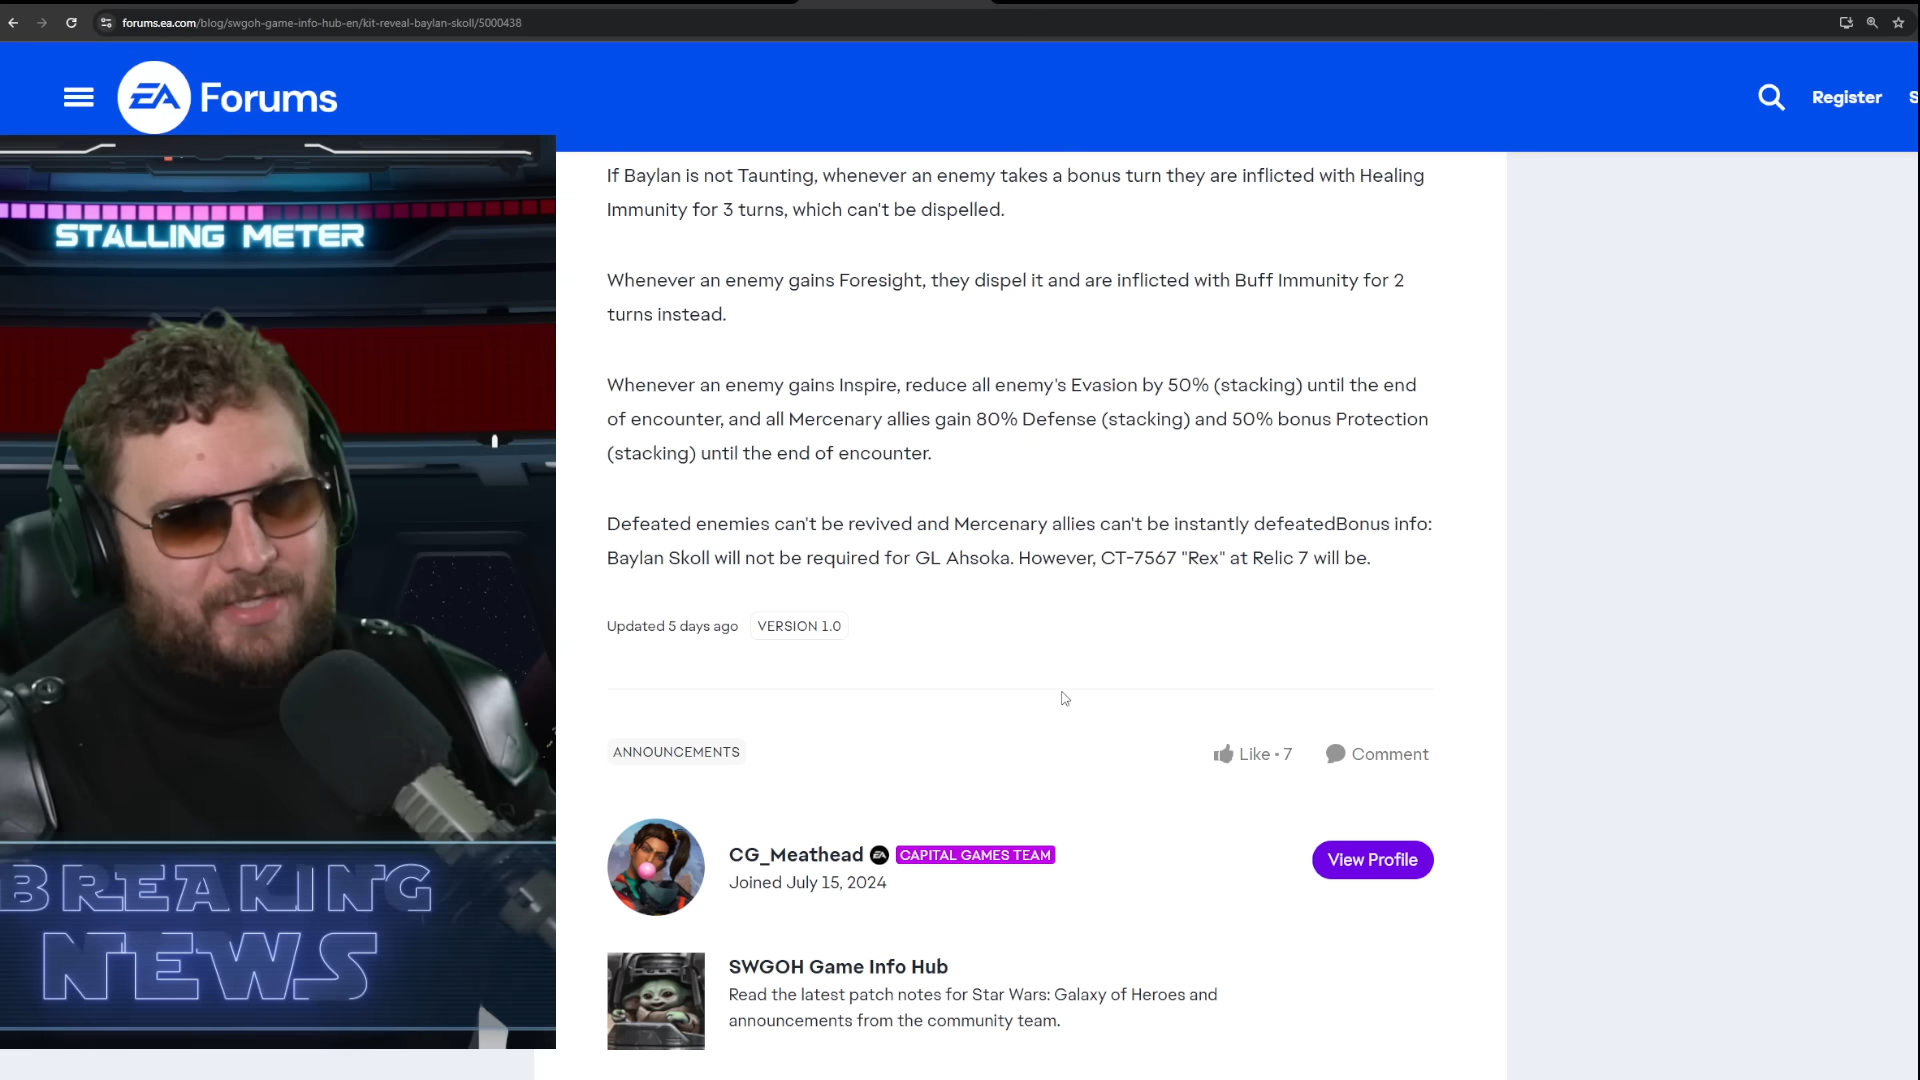 forums.ea.com/blog/swgoh-game-info-hub-en/kit-reveal-baylan-skoll/5000438
EA Forums
Register
S
STALLING METER
If Baylan is not Taunting, whenever an enemy takes a bonus turn they are inflicted with Healing
Immunity for 3 turns, which can't be dispelled.
Whenever an enemy gains Foresight, they dispel it and are inflicted with Buff Immunity for 2
turns instead.
Whenever an enemy gains Inspire, reduce all enemy's Evasion by 50% (stacking) until the end
of encounter, and all Mercenary allies gain 80% Defense (stacking) and 50% bonus Protection
(stacking) until the end of encounter.
Defeated enemies can't be revived and Mercenary allies can't be instantly defeatedBonus info:
Baylan Skoll will not be required for GL Ahsoka. However, CT-7567 "Rex" at Relic 7 will be.
Updated 5 days ago VERSION 1.0
ANNOUNCEMENTS
Like • 7
Comment
CG_Meathead EA CAPITAL GAMES TEAM
Joined July 15, 2024
View Profile
SWGOH Game Info Hub
Read the latest patch notes for Star Wars: Galaxy of Heroes and
announcements from the community team.
BREAKING
NEWS